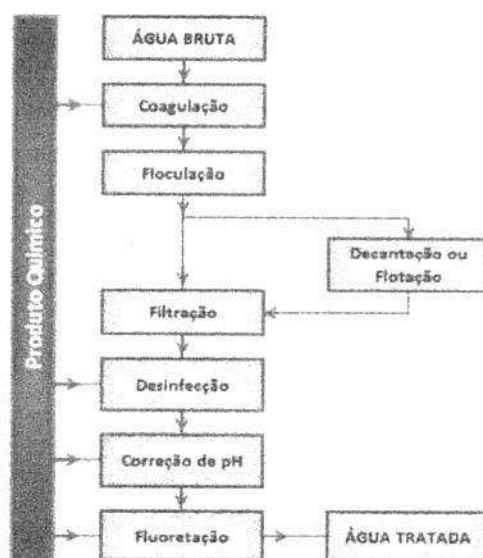 Produto Químico
ÁGUA BRUTA
Coagulação
Floculação
Decantação ou
Flotação
Filtração
Desinfecção
Correção de pH
Fluoretação
ÁGUA TRATADA